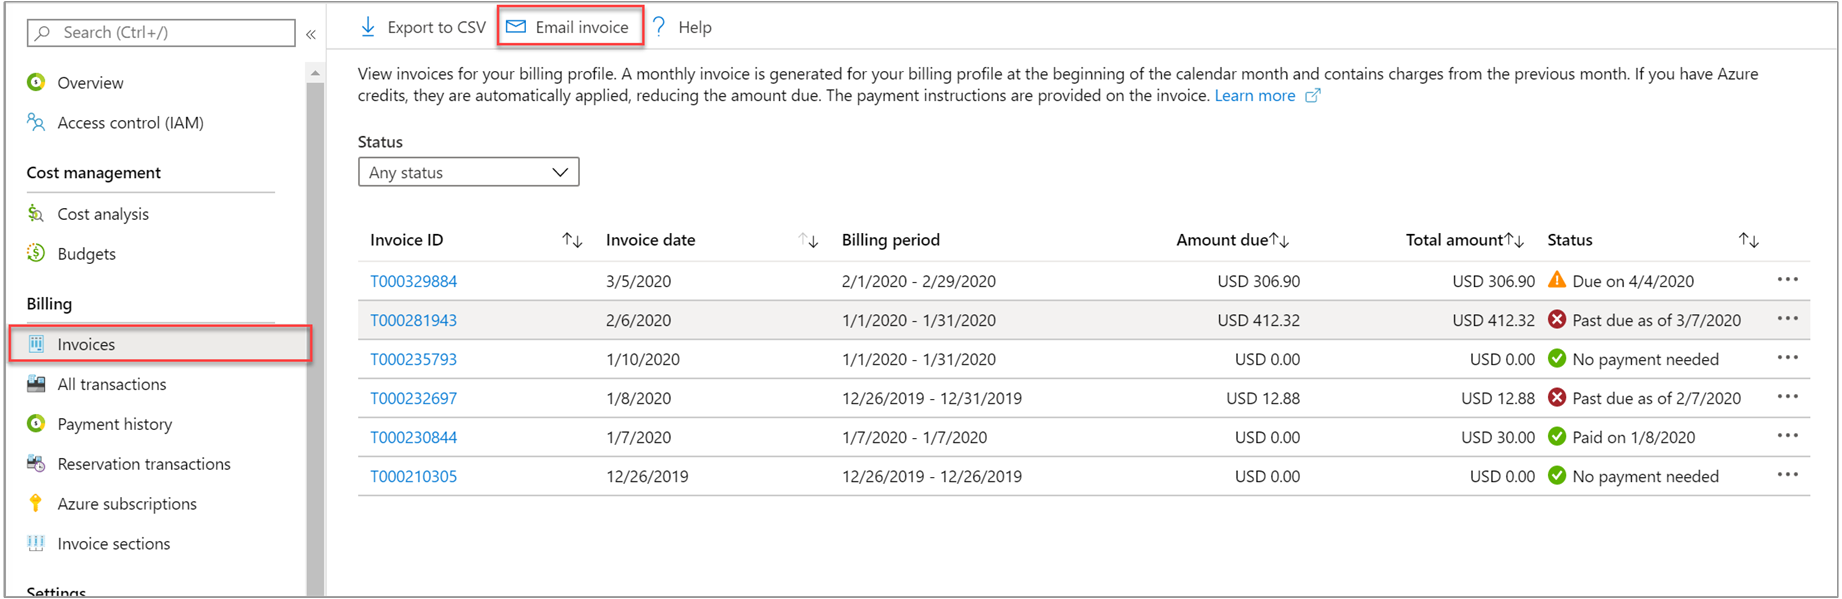 Search (Ctrl+/)
«
Overview
Access control (IAM)
Cost management
Cost analysis
Budgets
Billing
Invoices
All transactions
Payment history
Reservation transactions
Azure subscriptions
Invoice sections
Settings
Export to CSV Email invoice ? Help
View invoices for your billing profile. A monthly invoice is generated for your billing profile at the beginning of the calendar month and contains charges from the previous month. If you have Azure
credits, they are automatically applied, reducing the amount due. The payment instructions are provided on the invoice. Learn more
Status
Any status
Invoice ID Invoice date Billing period Amount due Total amount Status
T000329884 3/5/2020 2/1/2020 - 2/29/2020 USD 306.90 USD 306.90 Due on 4/4/2020
T000281943 2/6/2020 1/1/2020 - 1/31/2020 USD 412.32 USD 412.32 Past due as of 3/7/2020
T000235793 1/10/2020 1/1/2020 - 1/31/2020 USD 0.00 USD 0.00 No payment needed
T000232697 1/8/2020 12/26/2019 - 12/31/2019 USD 12.88 USD 12.88 Past due as of 2/7/2020
T000230844 1/7/2020 1/7/2020 - 1/7/2020 USD 0.00 USD 30.00 Paid on 1/8/2020
T000210305 12/26/2019 12/26/2019 - 12/26/2019 USD 0.00 USD 0.00 No payment needed